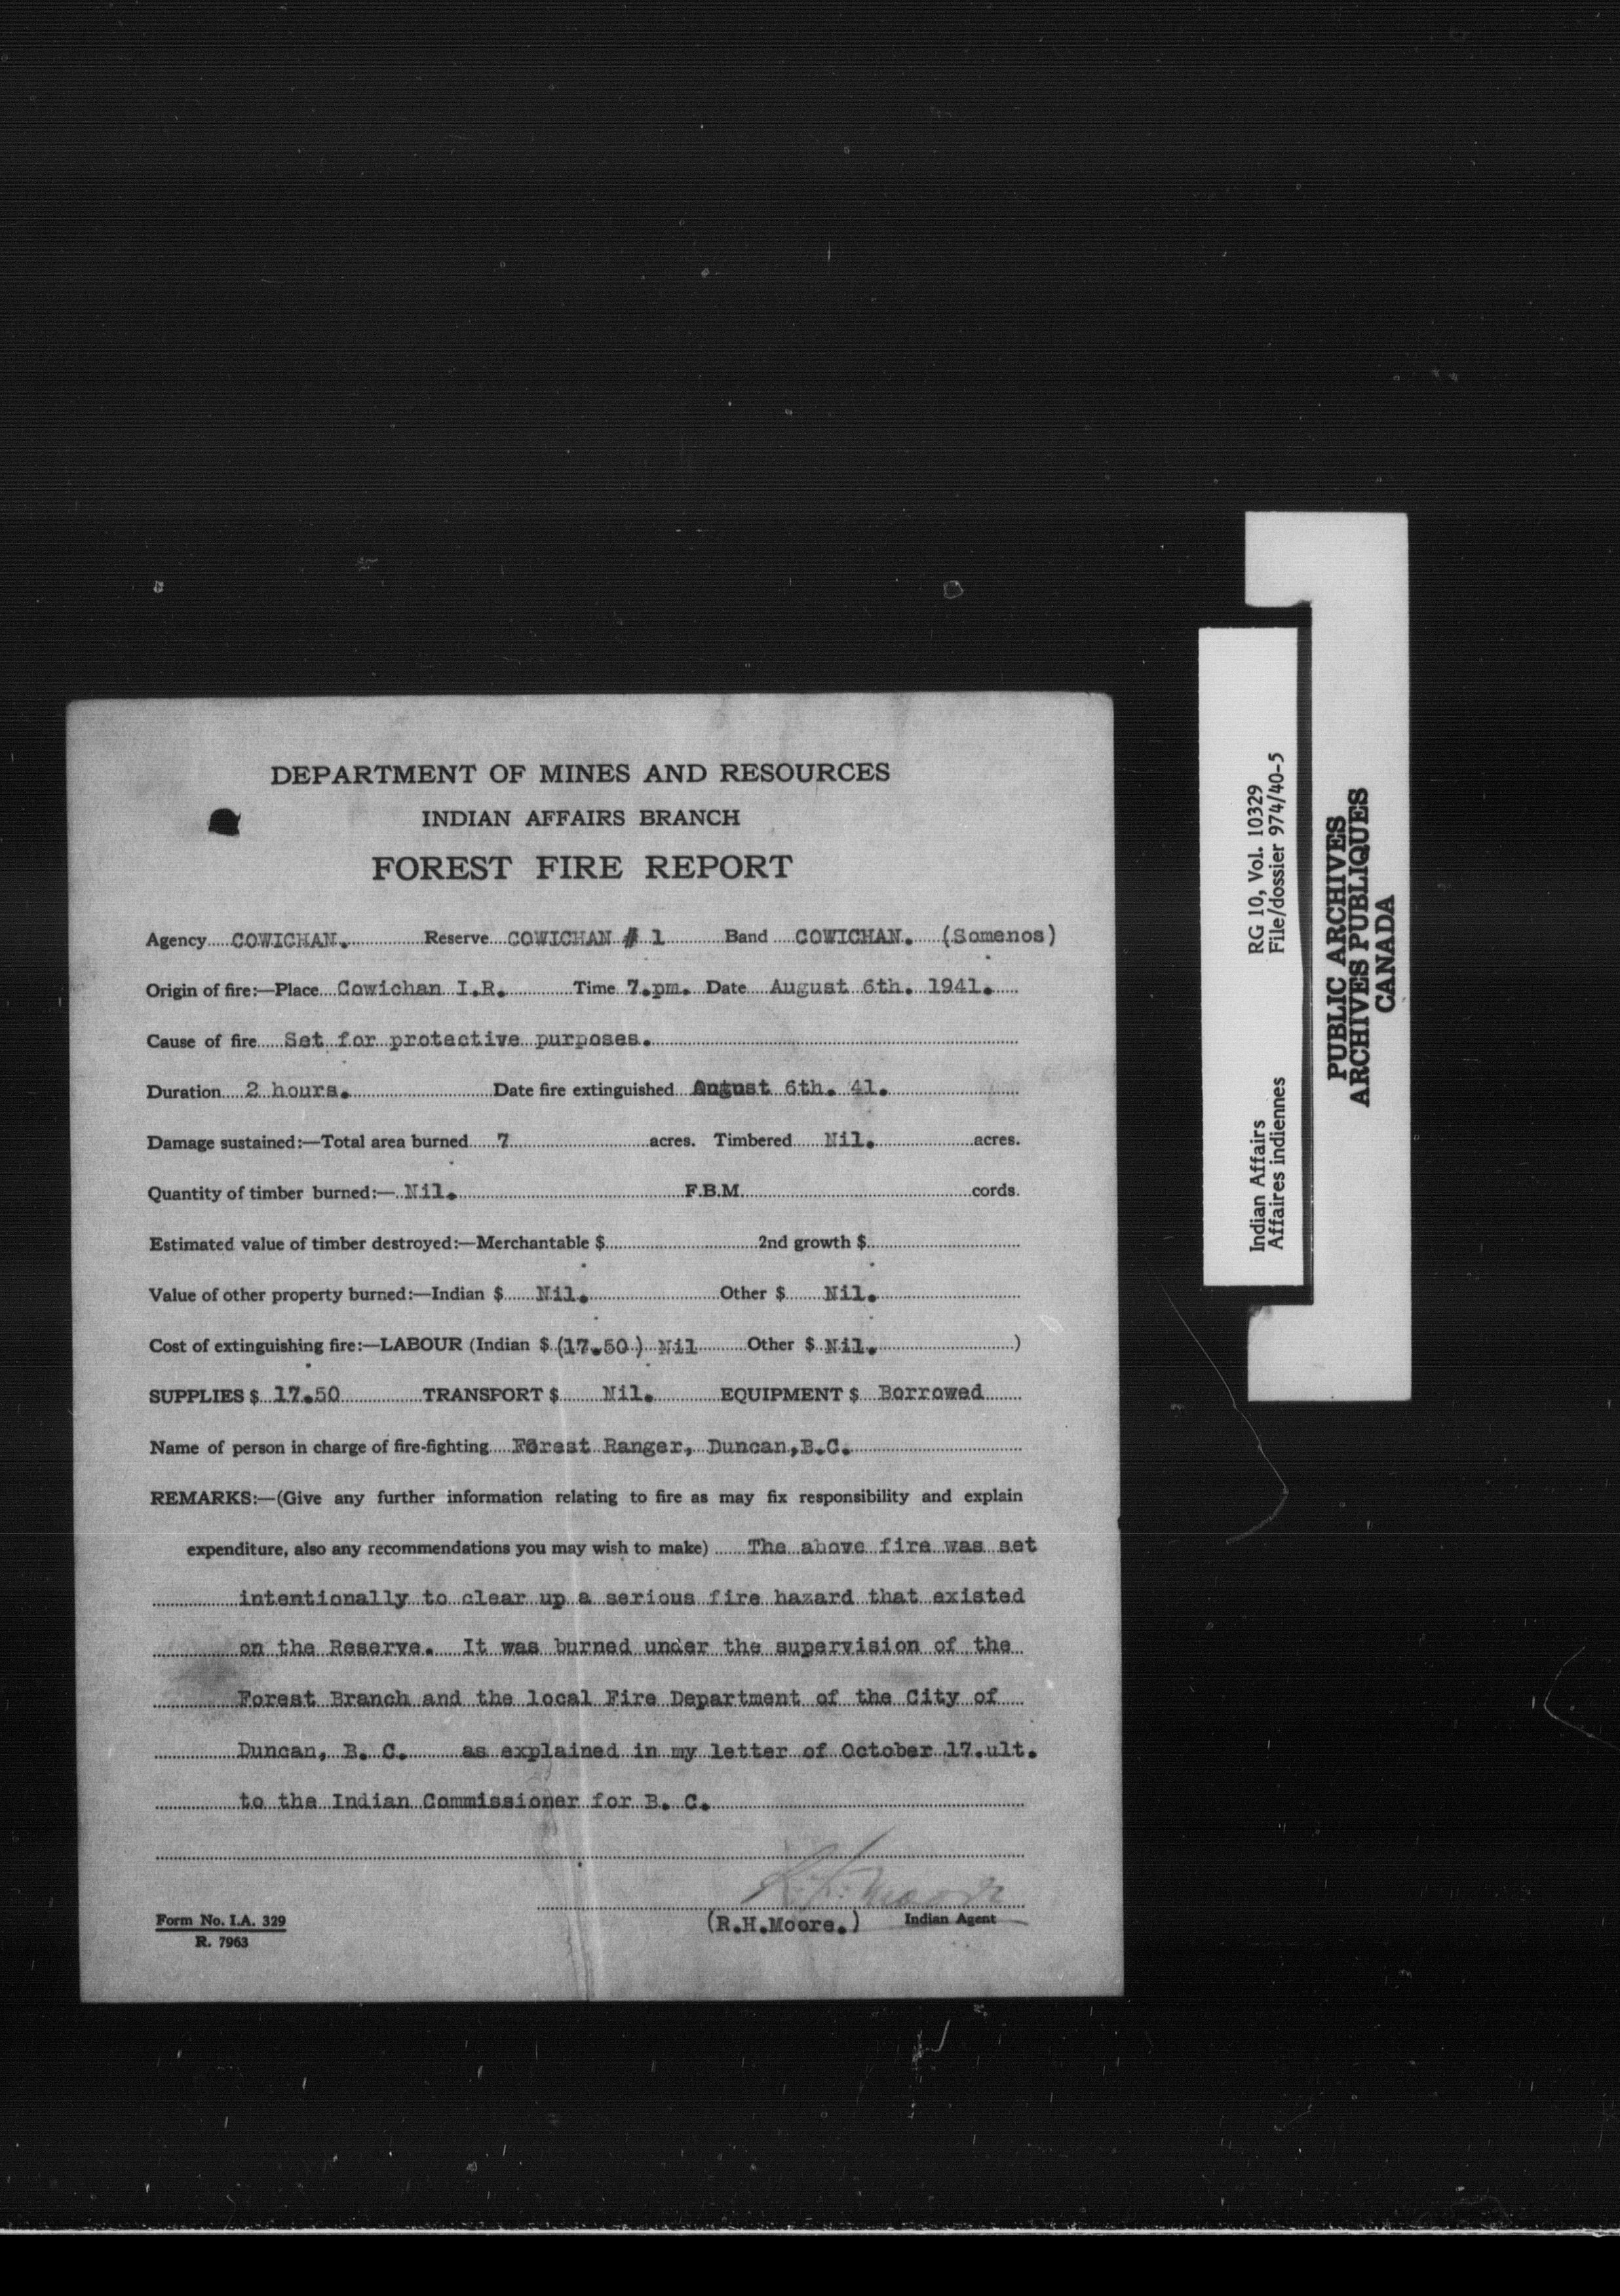 DEPARTMENT OF MINES AND RESOURCES
INDIAN AFFAIRS BRANCH
FOREST FIRE REPORT
Agency COWICHAN. Reserve COWICHAN # 1 Band COWICHAN. (Somenos)
Origin of fire:—Place Cowichan I.R. Time 7.pm. Date August 6th. 1941.
Cause of fire Set for protective purposes.
Duration 2 hours. Date fire extinguished August 6th. 41.
Damage sustained:—Total area burned 7 acres. Timbered Nil. acres.
Quantity of timber burned:— Nil. F.B.M. cords.
Estimated value of timber destroyed:—Merchantable $ 2nd growth $
Value of other property burned:—Indian $ Nil. Other $ Nil.
Cost of extinguishing fire:—LABOUR (Indian $ (17.50) Nil Other $ Nil. )
SUPPLIES $ 17.50 TRANSPORT $ Nil. EQUIPMENT $ Borrowed
Name of person in charge of fire-fighting Forest Ranger, Duncan,B.C.
REMARKS:—(Give any further information relating to fire as may fix responsibility and explain
expenditure, also any recommendations you may wish to make) The above fire was set
intentionally to clear up a serious fire hazard that existed
on the Reserve. It was burned under the supervision of the
Forest Branch and the local Fire Department of the City of
Duncan, B. C. as explained in my letter of October 17.ult.
to the Indian Commissioner for B. C.
R.H. Moore
(R.H.Moore.) Indian Agent
Form No. I.A. 329
R. 7963
Indian Affairs RG 10, Vol. 10329
Affaires indiennes File/dossier 974/40-5
PUBLIC ARCHIVES
ARCHIVES PUBLIQUES
CANADA